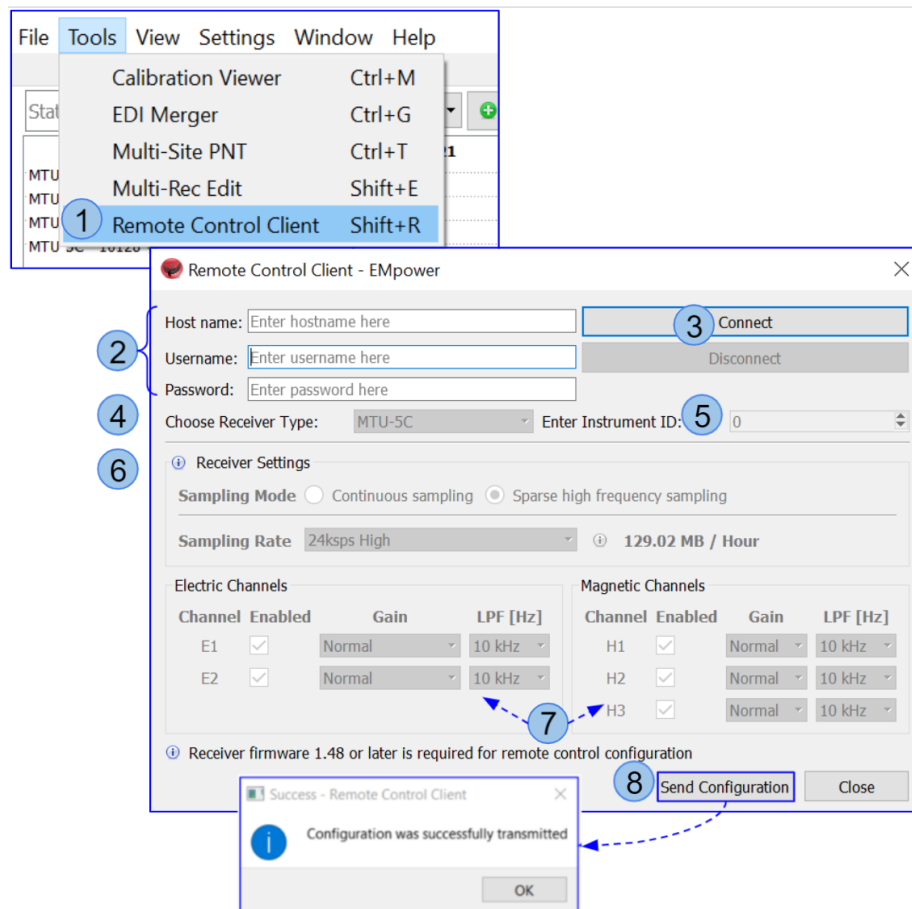 File Tools View Settings Window Help
Calibration Viewer Ctrl+M
EDI Merger Ctrl+G
Multi-Site PNT Ctrl+T
Multi-Rec Edit Shift+E
1 Remote Control Client Shift+R
Stat
21
MTU
MTU
MTU
MTU-5C 10128
Remote Control Client - EMpower
2
Host name: Enter hostname here 3 Connect
Username: Enter username here Disconnect
Password: Enter password here
4 Choose Receiver Type: MTU-5C Enter Instrument ID: 5 0
6 Receiver Settings
Sampling Mode Continuous sampling Sparse high frequency sampling
Sampling Rate 24ksps High 129.02 MB / Hour
Electric Channels
Channel Enabled Gain LPF [Hz]
E1 Normal 10 kHz
E2 Normal 10 kHz
Magnetic Channels
Channel Enabled Gain LPF [Hz]
H1 Normal 10 kHz
H2 Normal 10 kHz
H3 Normal 10 kHz
7
Receiver firmware 1.48 or later is required for remote control configuration
8 Send Configuration Close
Success - Remote Control Client
Configuration was successfully transmitted
OK